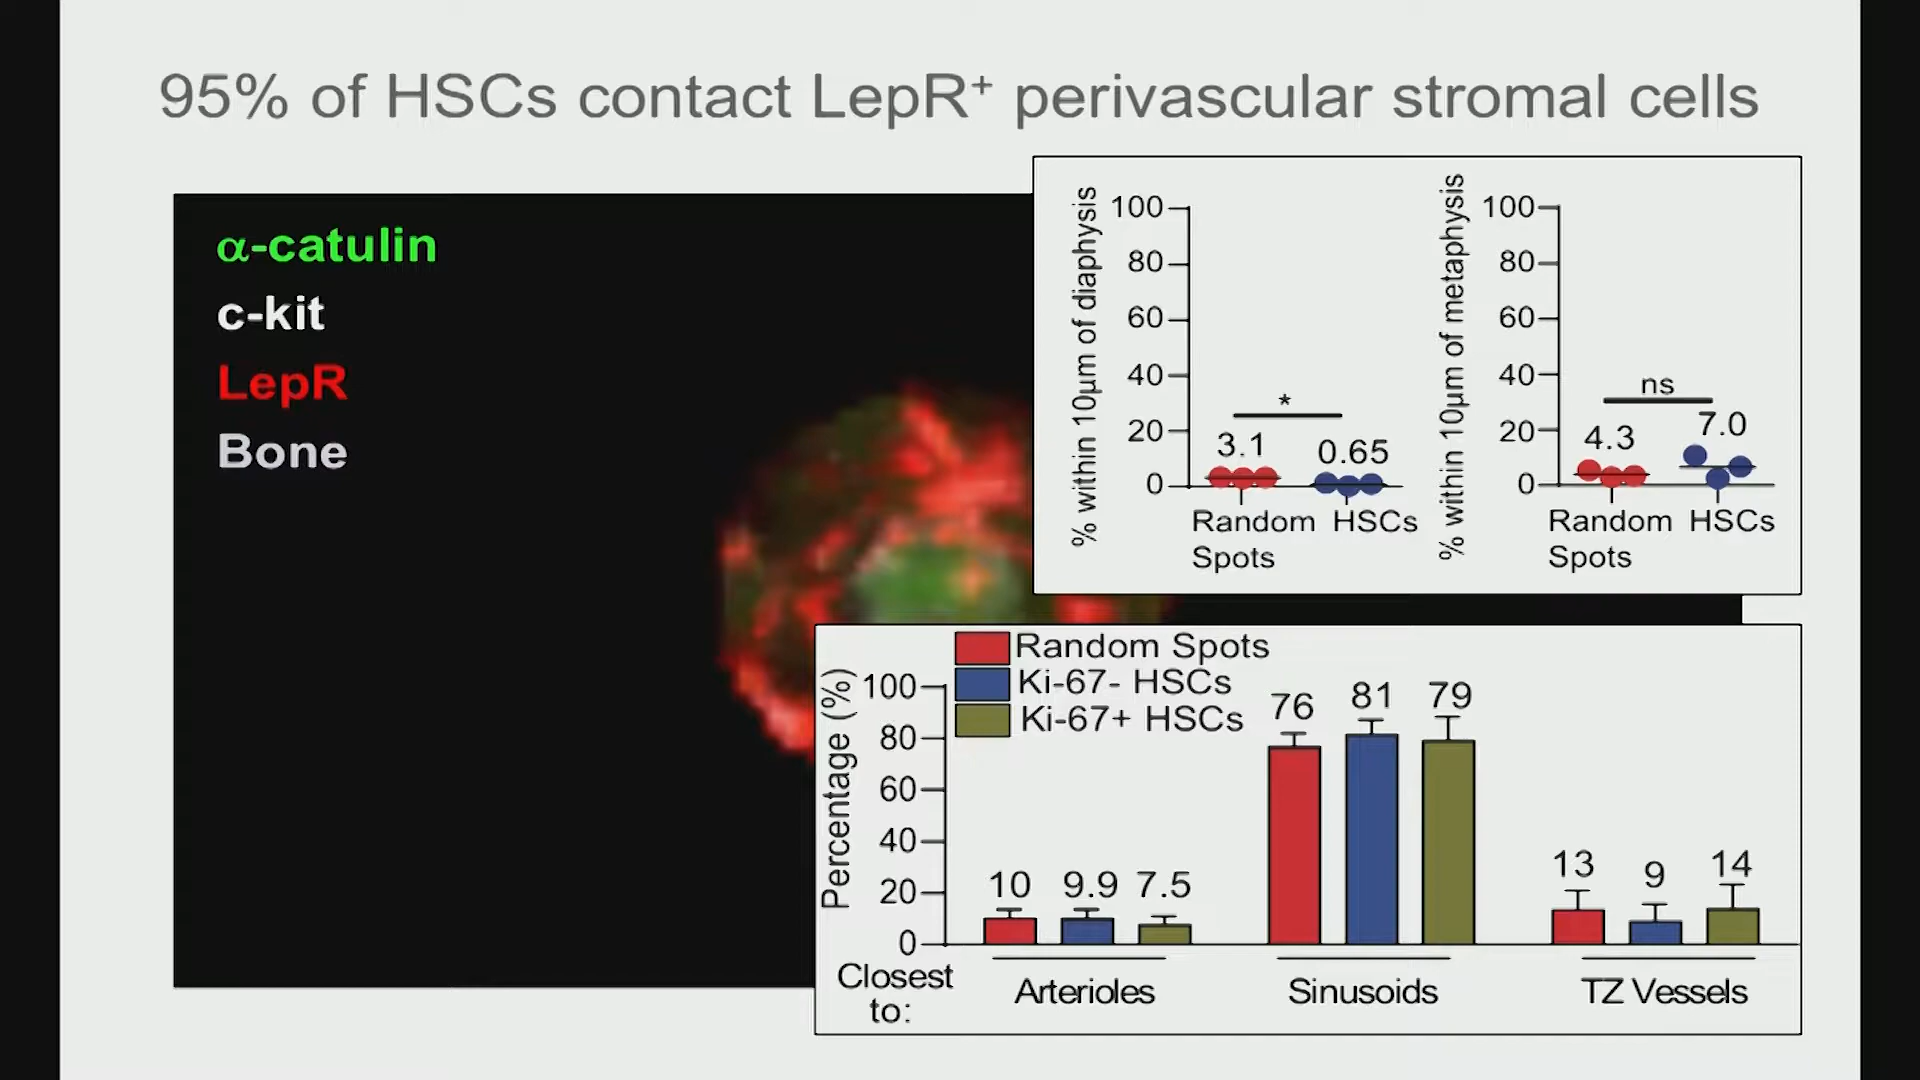 95% of HSCs contact LepR⁺ perivascular stromal cells
α-catulin
c-kit
LepR
Bone
% within 10µm of diaphysis
100
80
60
40
20
0
*
3.1
0.65
Random Spots
HSCs
% within 10µm of metaphysis
100
80
60
40
20
0
ns
4.3
7.0
Random Spots
HSCs
Random Spots
Ki-67- HSCs
Ki-67+ HSCs
Percentage (%)
100
80
60
40
20
0
10 9.9 7.5
76 81 79
13 9 14
Closest to:
Arterioles
Sinusoids
TZ Vessels